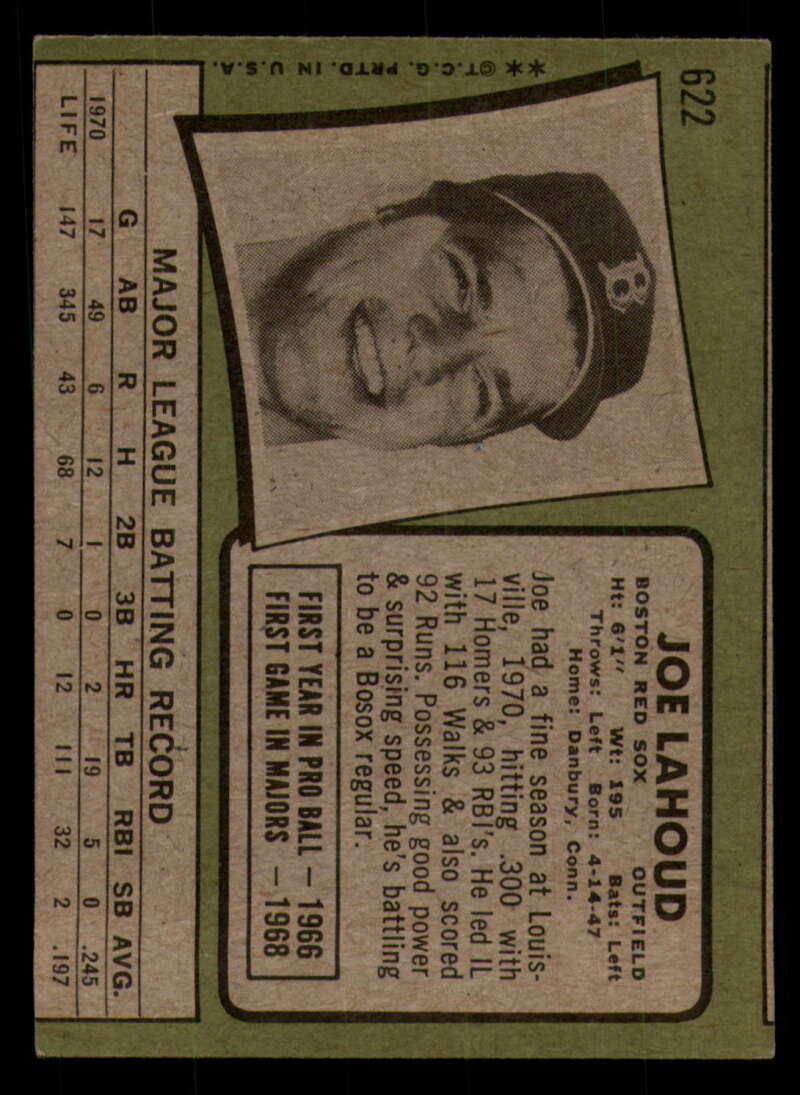 622
** ©T.C.G. PRTD. IN U.S.A.
B
JOE LAHOUD
BOSTON RED SOX OUTFIELD
Ht: 6'1" Wt: 195 Bats: Left
Throws: Left Born: 4-14-47
Home: Danbury, Conn.
Joe had a fine season at Louis-
ville, 1970, hitting .300 with
17 Homers & 93 RBI's. He led IL
with 116 Walks & also scored
92 Runs. Possessing good power
& surprising speed, he's battling
to be a Bosox regular.
FIRST YEAR IN PRO BALL — 1966
FIRST GAME IN MAJORS — 1968
MAJOR LEAGUE BATTING RECORD
G AB R H 2B 3B HR TB RBI SB AVG.
1970 17 49 6 12 1 0 2 19 5 0 .245
LIFE 147 345 43 68 7 0 12 111 32 2 .197